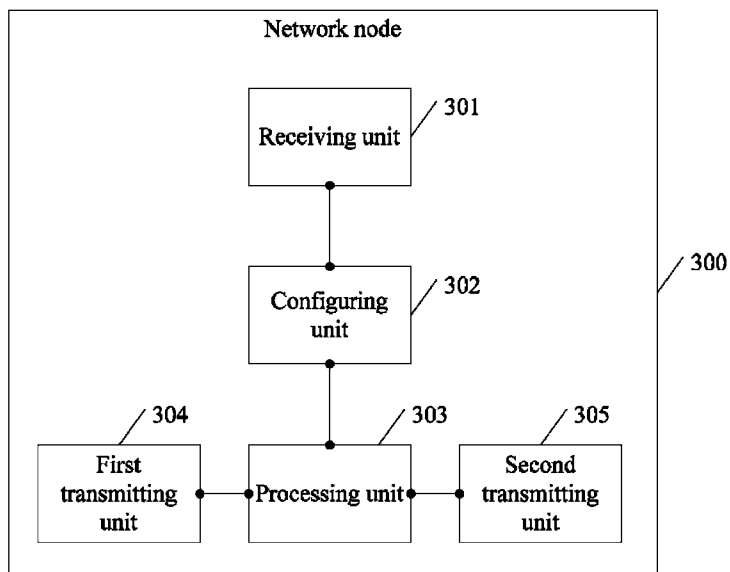 Network node
301
Receiving unit
300
302
Configuring
unit
304
303
305
First
transmitting
unit
Processing unit
Second
transmitting
unit